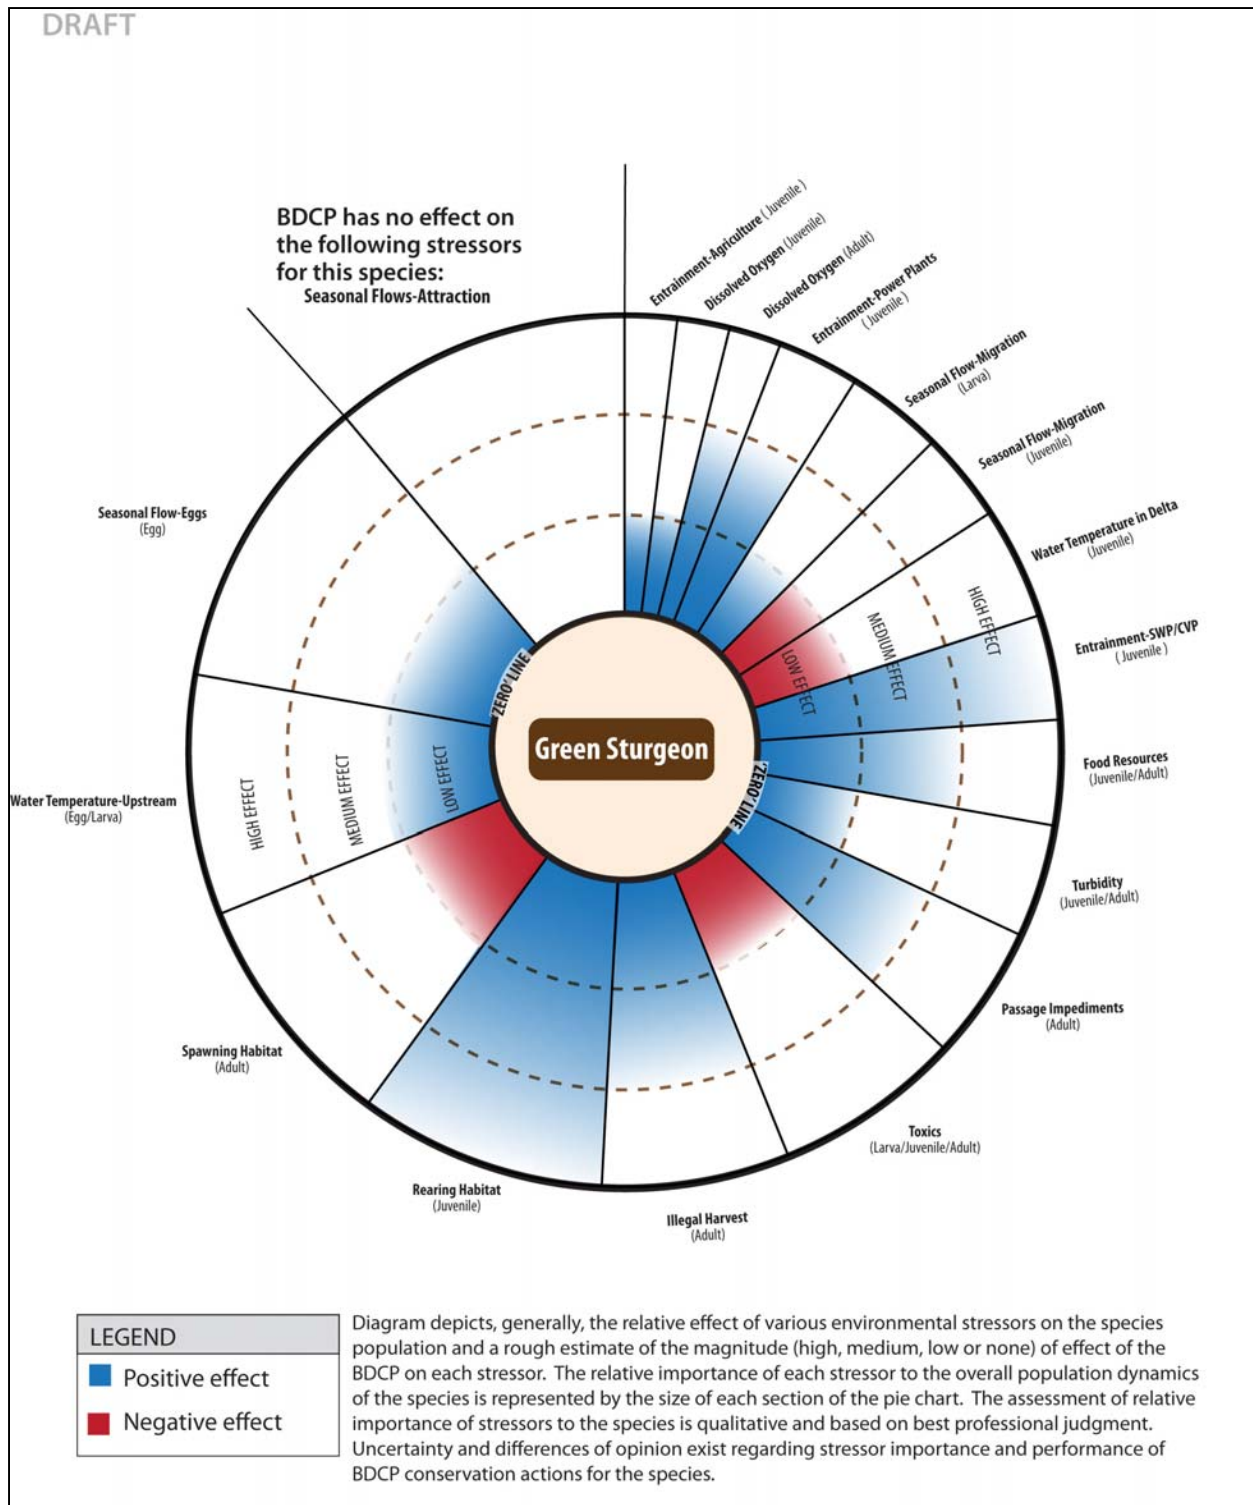 DRAFT
BDCP has no effect on
the following stressors
for this species:
Seasonal Flows-Attraction
Entrainment-Agriculture (Juvenile)
Dissolved Oxygen (Juvenile)
Dissolved Oxygen (Adult)
Entrainment-Power Plants
(Juvenile)
Seasonal Flow-Migration
(Larva)
Seasonal Flow-Migration
(Juvenile)
Water Temperature in Delta
(Juvenile)
Entrainment-SWP/CVP
(Juvenile)
Food Resources
(Juvenile/Adult)
Turbidity
(Juvenile/Adult)
Passage Impediments
(Adult)
Toxics
(Larva/Juvenile/Adult)
Illegal Harvest
(Adult)
Rearing Habitat
(Juvenile)
Spawning Habitat
(Adult)
Water Temperature-Upstream
(Egg/Larva)
Seasonal Flow-Eggs
(Egg)
HIGH EFFECT
MEDIUM EFFECT
LOW EFFECT
'ZERO' LINE
LOW EFFECT
MEDIUM EFFECT
HIGH EFFECT
'ZERO' LINE
Green Sturgeon
LEGEND
Positive effect
Negative effect
Diagram depicts, generally, the relative effect of various environmental stressors on the species
population and a rough estimate of the magnitude (high, medium, low or none) of effect of the
BDCP on each stressor. The relative importance of each stressor to the overall population dynamics
of the species is represented by the size of each section of the pie chart. The assessment of relative
importance of stressors to the species is qualitative and based on best professional judgment.
Uncertainty and differences of opinion exist regarding stressor importance and performance of
BDCP conservation actions for the species.